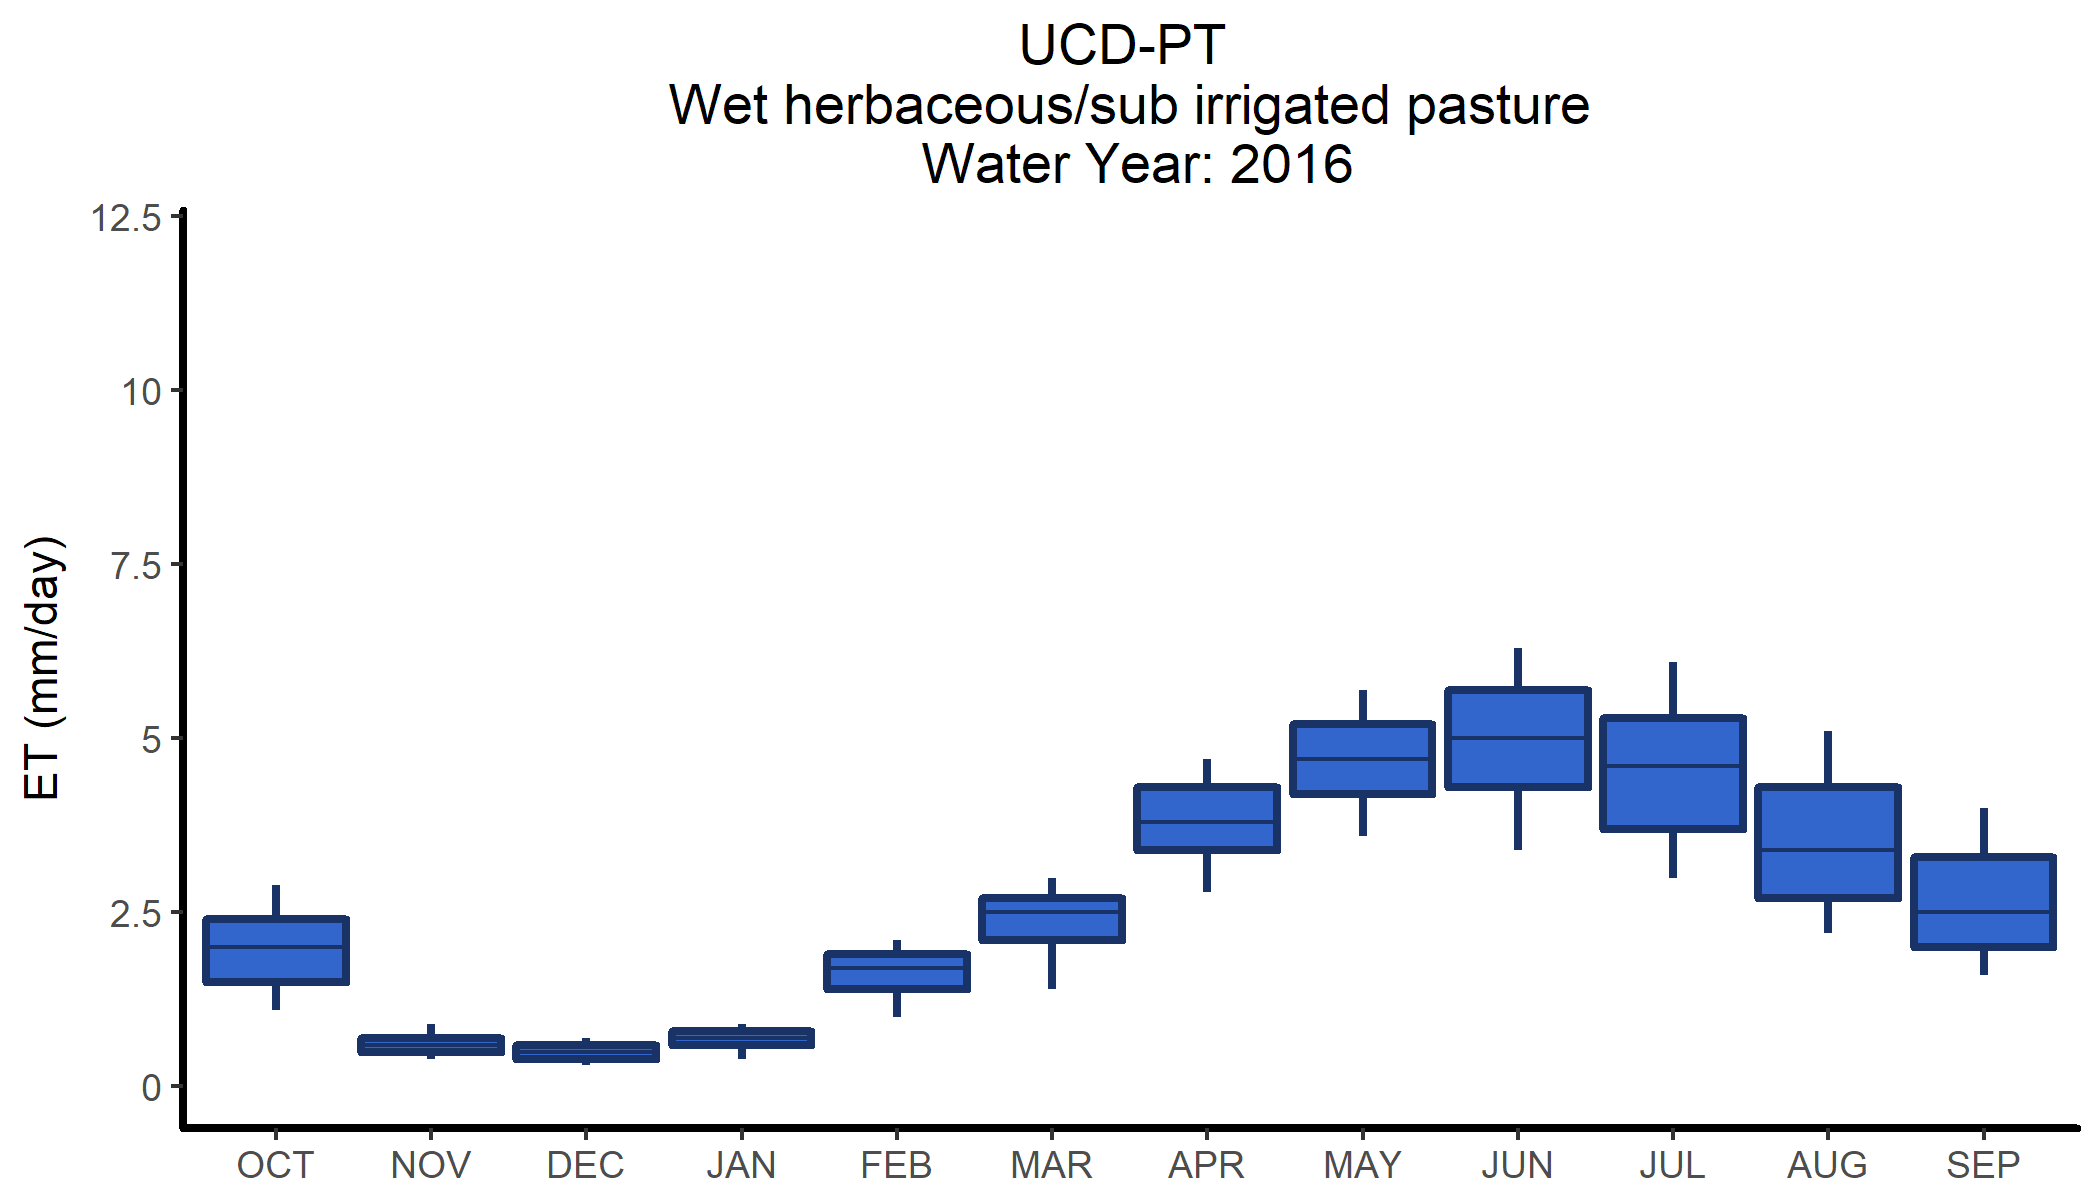 UCD-PT
Wet herbaceous/sub irrigated pasture
Water Year: 2016
12.5
10
7.5
5
2.5
0
ET (mm/day)
OCT NOV DEC JAN FEB MAR APR MAY JUN JUL AUG SEP